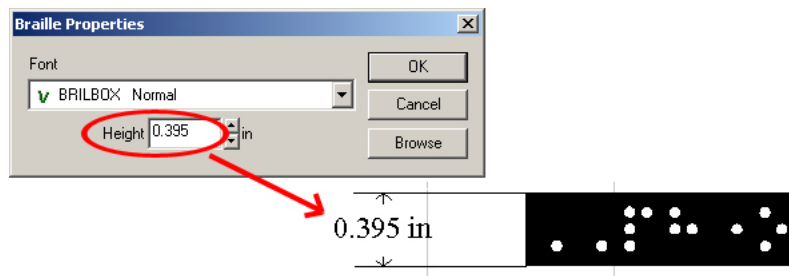 Braille Properties
Font
BRILBOX Normal
OK
Cancel
Height 0.395 in
Browse
0.395 in
⠠⠠⠏⠓⠐⠕